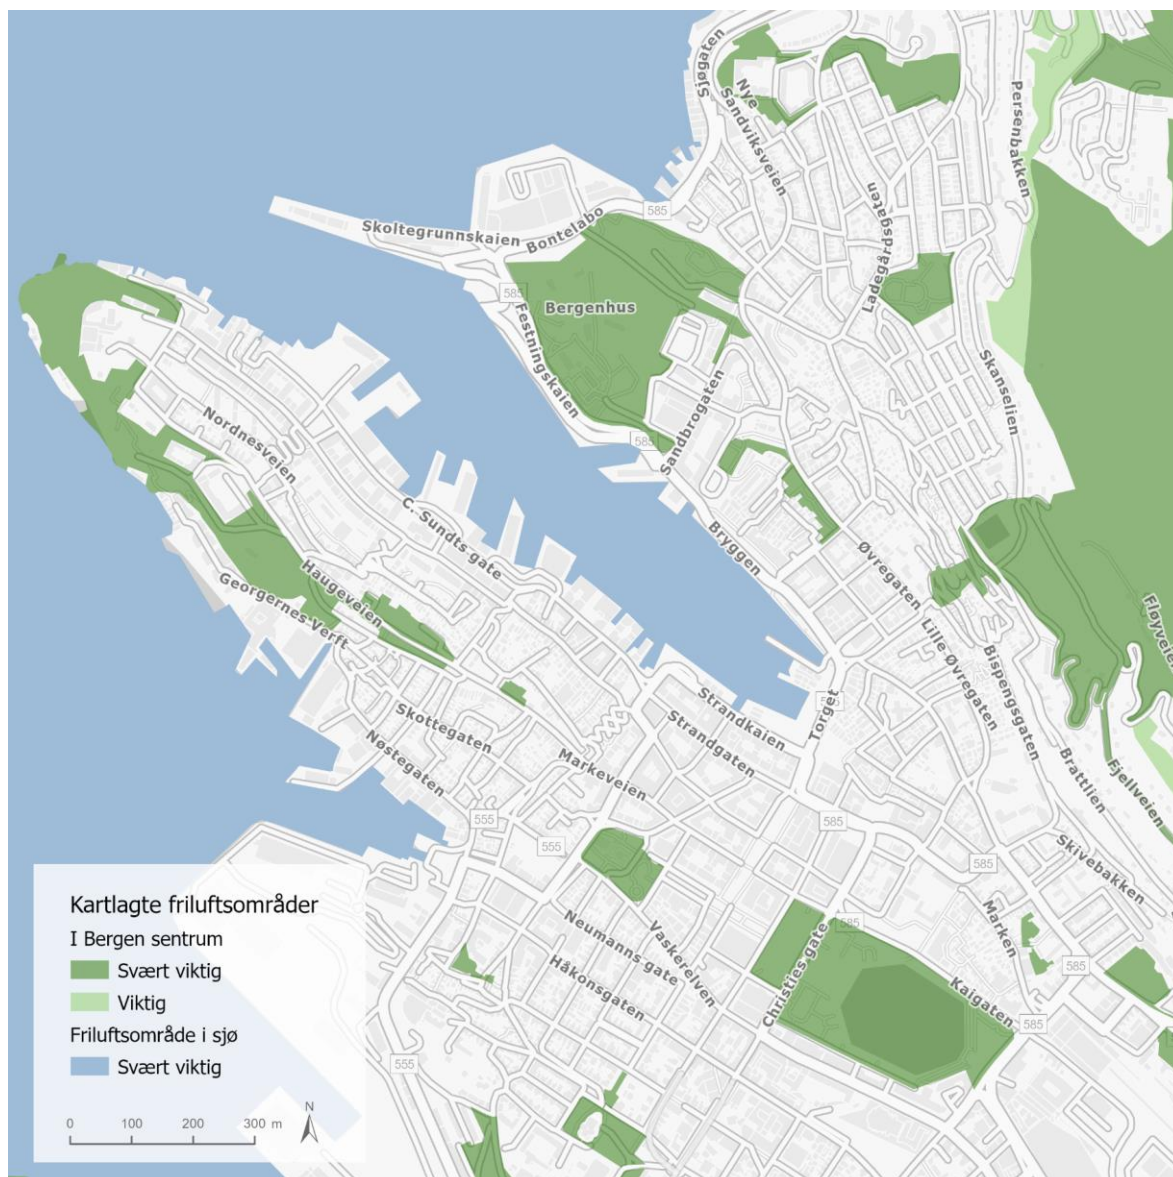 Sjøgaten
Nye
Sandviksveien
Persenbakken
585
Ladegårdsgaten
Skoltegrunnskaien
Bontelabo
585
Bergenhus
Festningskaien
Skanselien
Sandbrogaten
585
Nordnesveien
C. Sundts gate
Bryggen
Øvregaten
Haugeveien
Georgernes Verft
Lille Øvregaten
Bispengsgaten
Fløyveien
Strandkaien
Torget
Strandgaten
Skottegaten
Nøstegaten
Markeveien
Brattlien
Fjellveien
555
555
585
585
Skivebakken
Marken
Neumanns gate
Vaskerelven
Håkonsgaten
585
Christies gate
Kaigaten
585
585
555
Kartlagte friluftsområder
I Bergen sentrum
Svært viktig
Viktig
Friluftsområde i sjø
Svært viktig
N
0 100 200 300 m